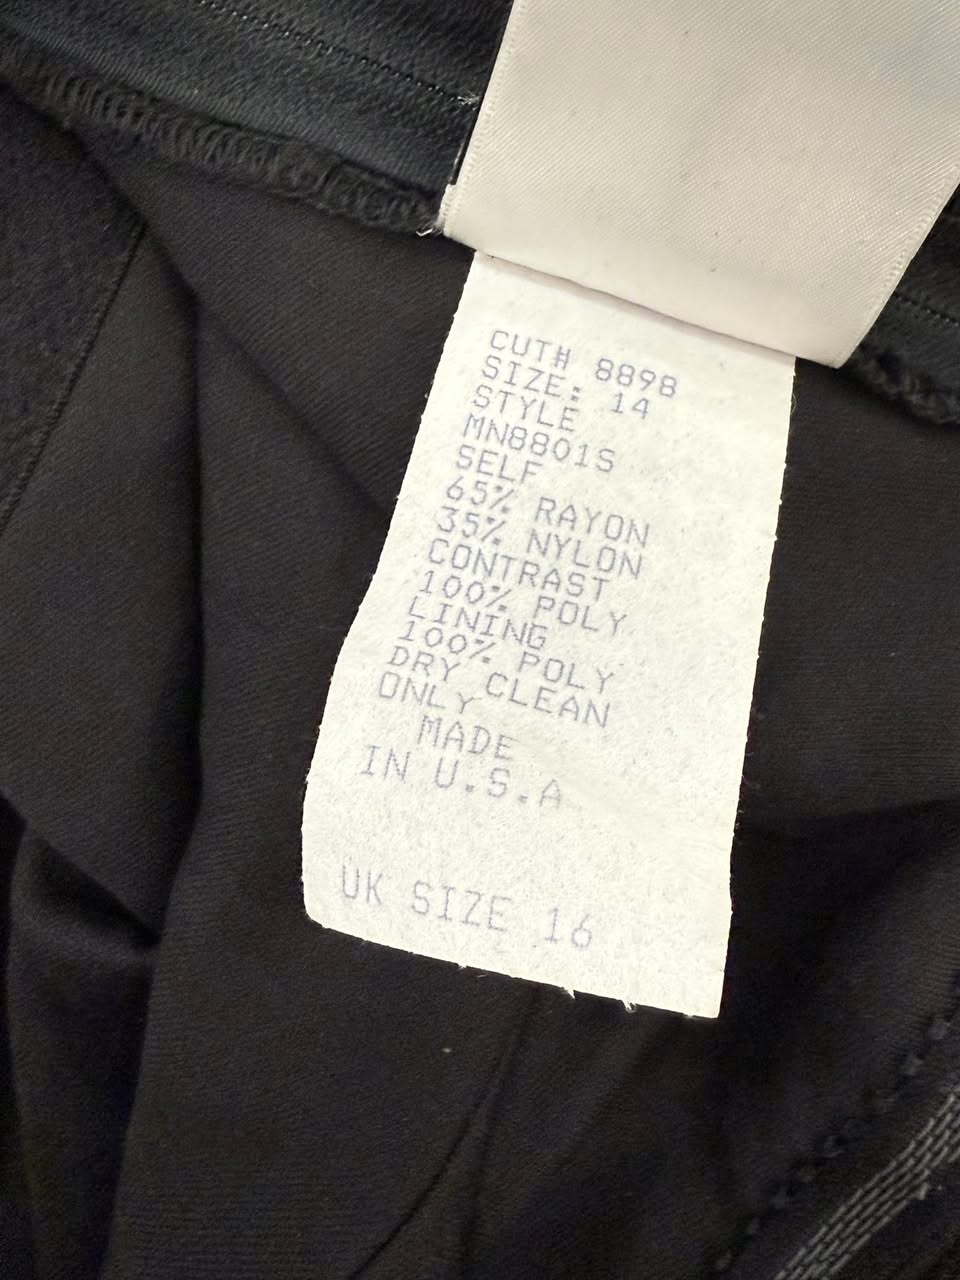 CUT# 8898
SIZE: 14
STYLE
MN8801S
SELF
65% RAYON
35% NYLON
CONTRAST
100% POLY
LINING
100% POLY
DRY CLEAN
ONLY
MADE
IN U.S.A
UK SIZE 16